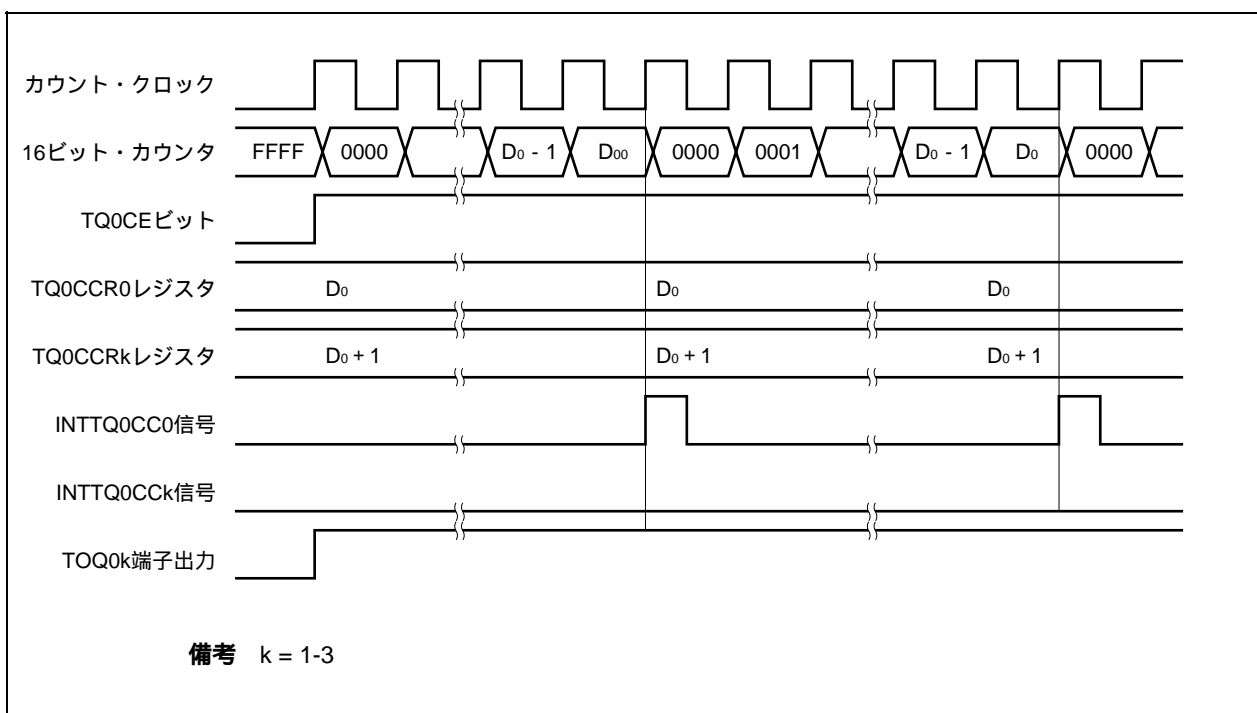 カウント・クロック
16ビット・カウンタ FFFF 0000 D0 - 1 D00 0000 0001 D0 - 1 D0 0000
TQ0CEビット
TQ0CCR0レジスタ D0 D0 D0
TQ0CCRkレジスタ D0 + 1 D0 + 1 D0 + 1
INTTQ0CC0信号
INTTQ0CCk信号
TOQ0k端子出力
備考 k = 1-3